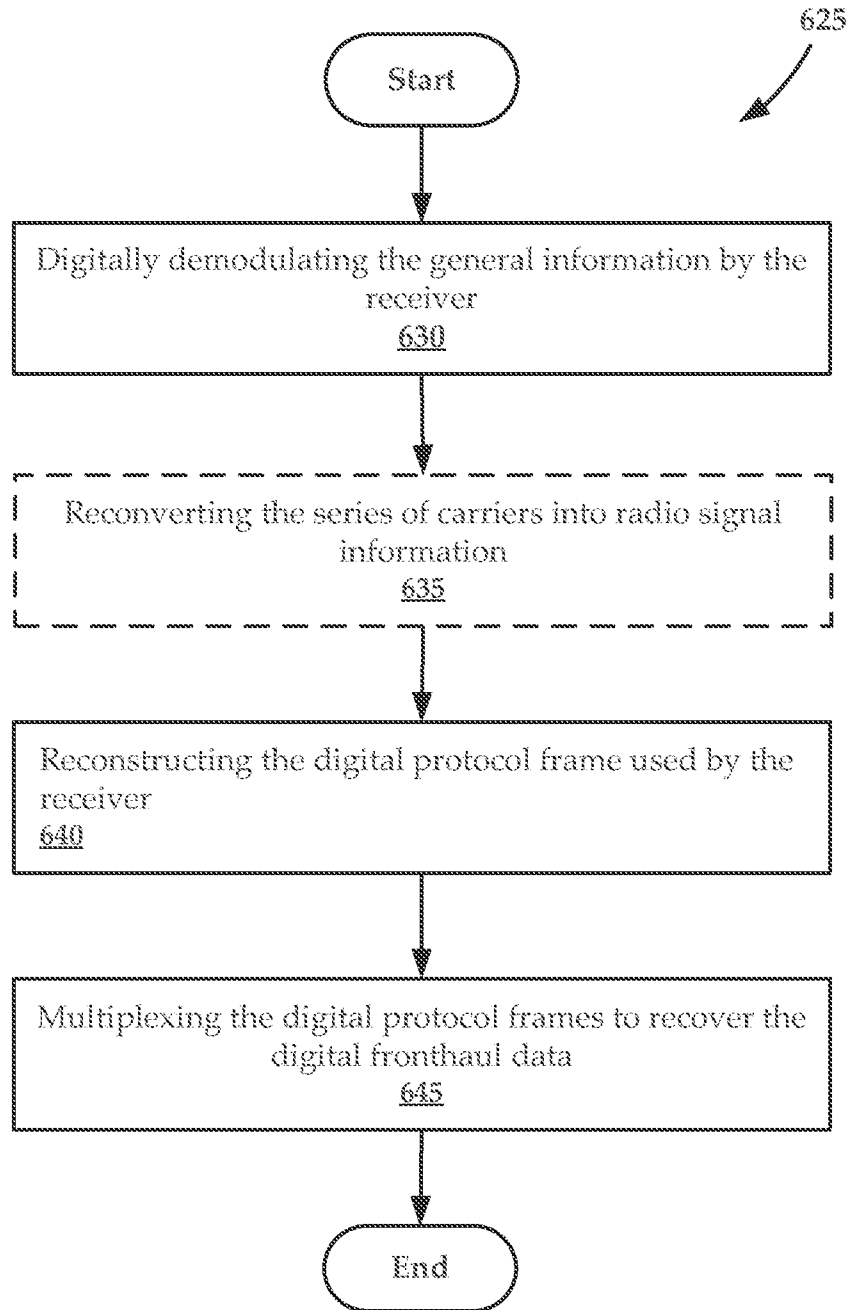 625
Start
Digitally demodulating the general information by the
receiver
630
Reconverting the series of carriers into radio signal
information
635
Reconstructing the digital protocol frame used by the
receiver
640
Multiplexing the digital protocol frames to recover the
digital fronthaul data
645
End